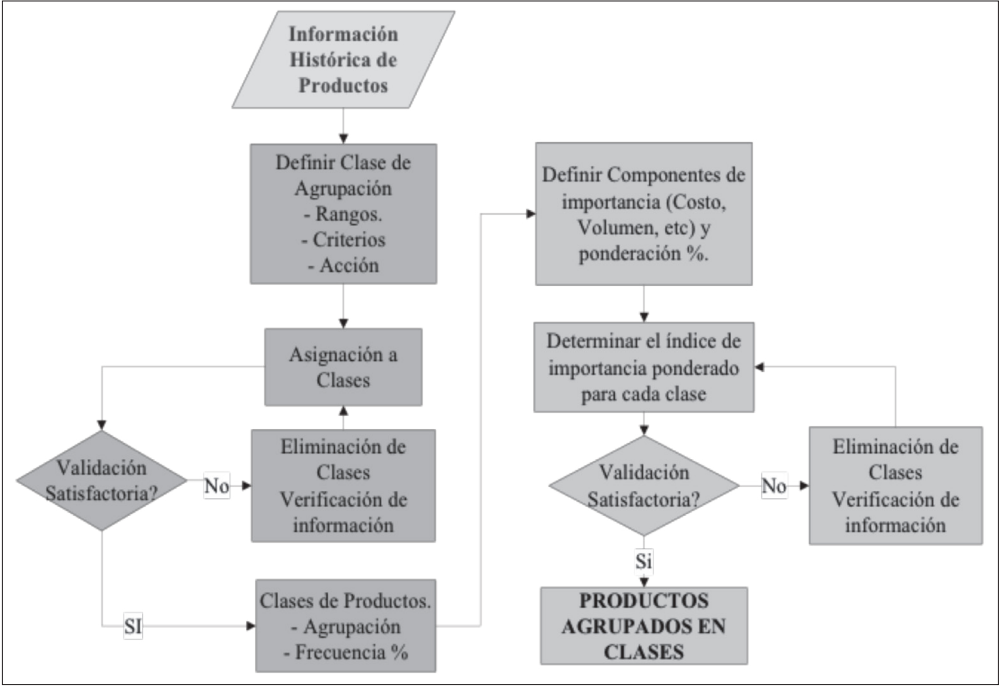 Información
Histórica de
Productos
Definir Clase de
Agrupación
- Rangos.
- Criterios
- Acción
Asignación a
Clases
Validación
Satisfactoria?
No
Eliminación de
Clases
Verificación de
información
SI
Clases de Productos.
- Agrupación
- Frecuencia %
Definir Componentes de
importancia (Costo,
Volumen, etc) y
ponderación %.
Determinar el índice de
importancia ponderado
para cada clase
Validación
Satisfactoria?
No
Eliminación de
Clases
Verificación de
información
Si
PRODUCTOS
AGRUPADOS EN
CLASES